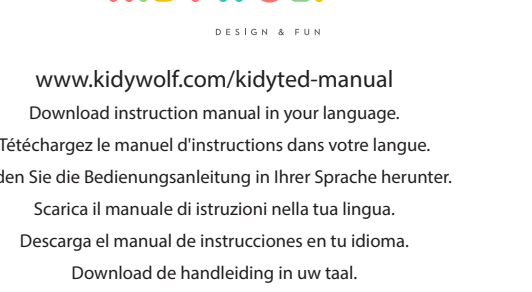 DESIGN & FUN
www.kidywolf.com/kidyted-manual
Download instruction manual in your language.
Tétéchargez le manuel d'instructions dans votre langue.
den Sie die Bedienungsanleitung in Ihrer Sprache herunter.
Scarica il manuale di istruzioni nella tua lingua.
Descarga el manual de instrucciones en tu idioma.
Download de handleiding in uw taal.